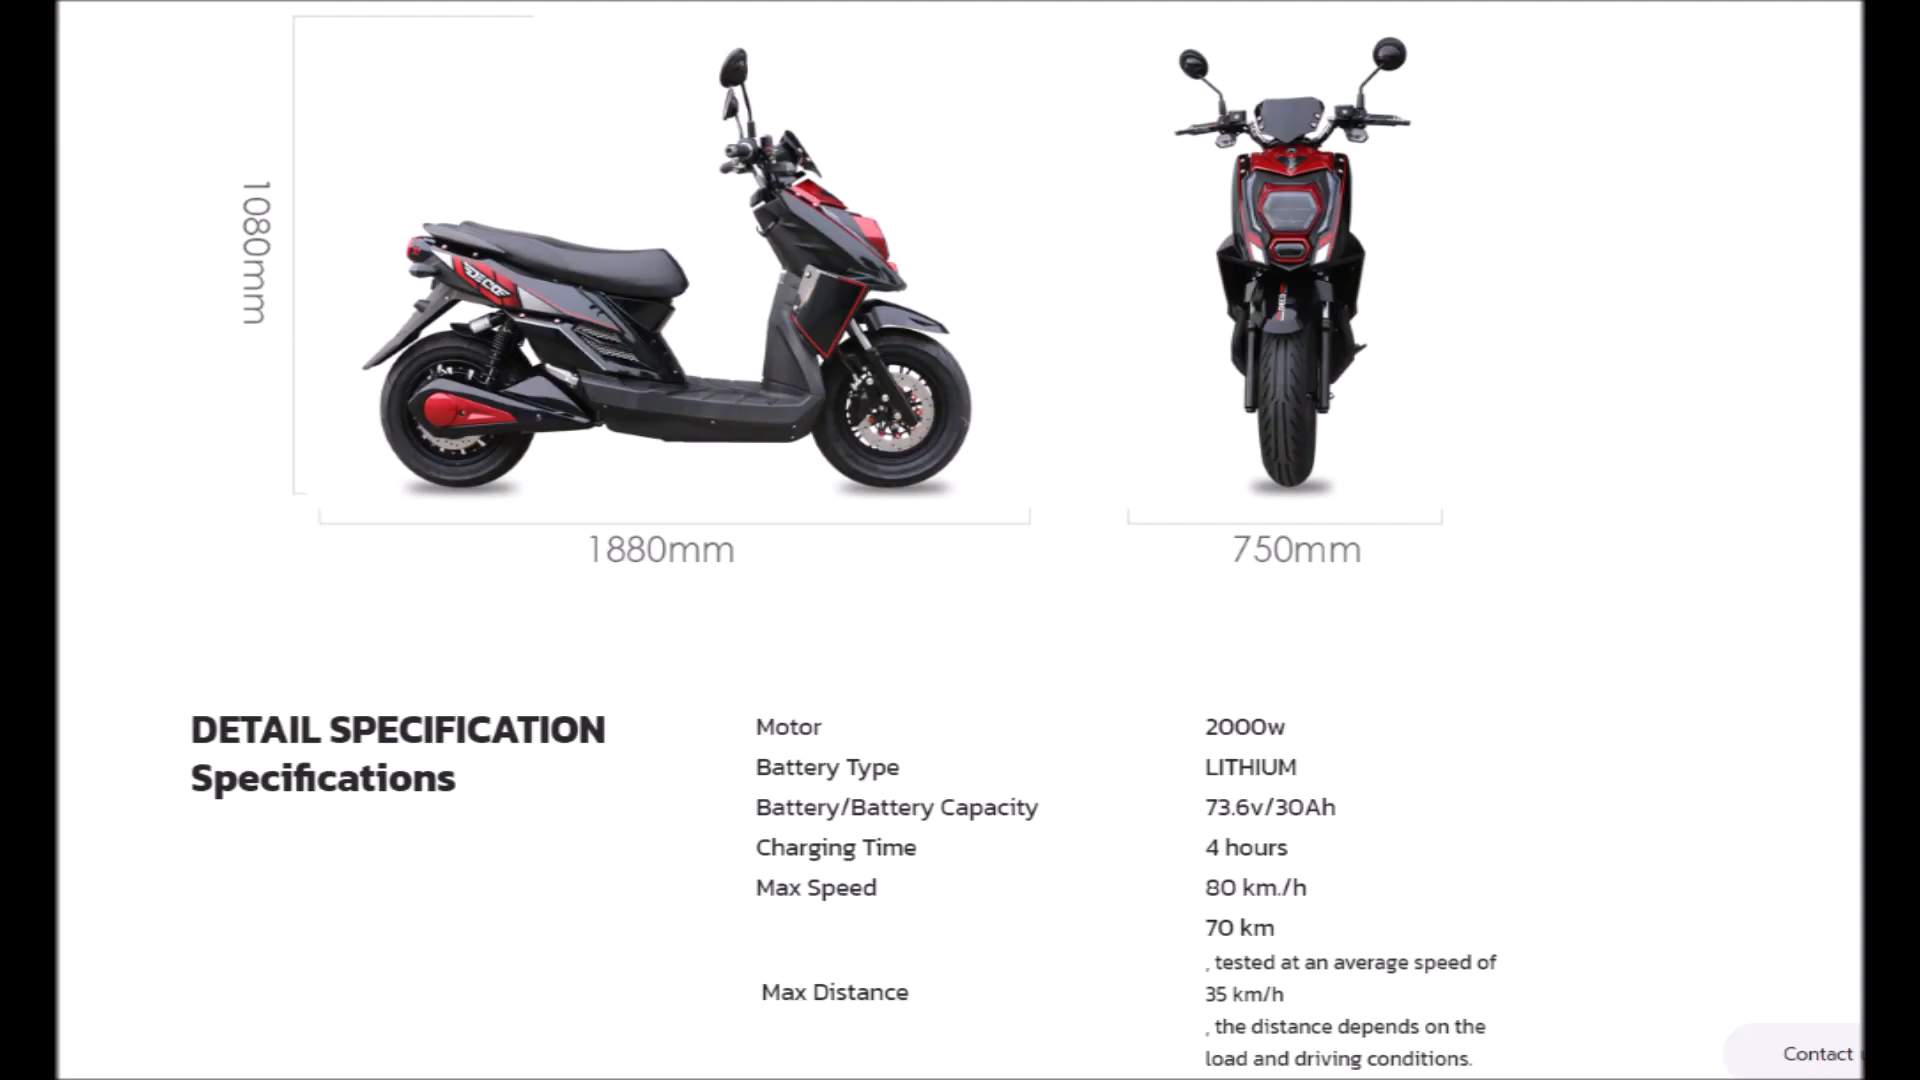 1080mm
DECO
DECO
1880mm
750mm
DETAIL SPECIFICATION
Specifications
Motor 2000w
Battery Type LITHIUM
Battery/Battery Capacity 73.6v/30Ah
Charging Time 4 hours
Max Speed 80 km./h
70 km
, tested at an average speed of
Max Distance 35 km/h
, the distance depends on the
load and driving conditions.
Contact